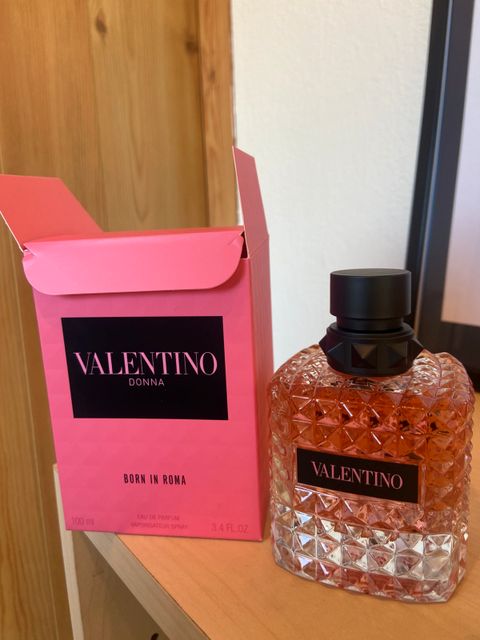 VALENTINO
DONNA
BORN IN ROMA
EAU DE PARFUM
VAPORISATEUR SPRAY
100 ml
3.4 FL.OZ.
VALENTINO